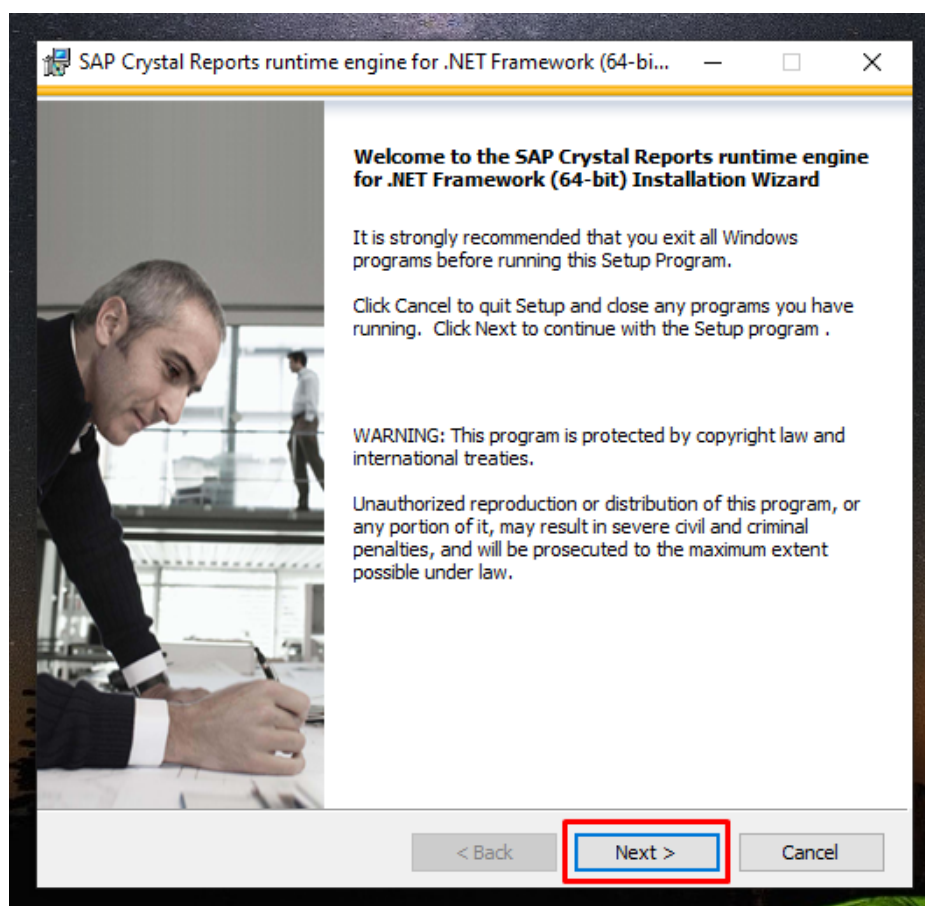 SAP Crystal Reports runtime engine for .NET Framework (64-bi...
Welcome to the SAP Crystal Reports runtime engine
for .NET Framework (64-bit) Installation Wizard
It is strongly recommended that you exit all Windows
programs before running this Setup Program.
Click Cancel to quit Setup and close any programs you have
running.  Click Next to continue with the Setup program .
WARNING: This program is protected by copyright law and
international treaties.
Unauthorized reproduction or distribution of this program, or
any portion of it, may result in severe civil and criminal
penalties, and will be prosecuted to the maximum extent
possible under law.
< Back Next > Cancel